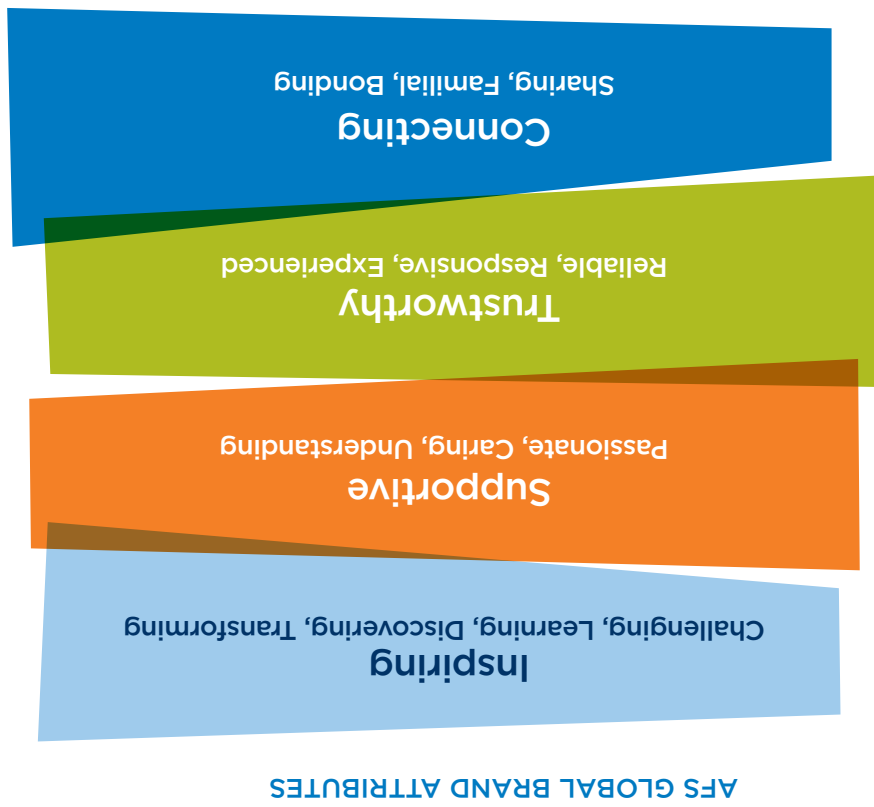 AFS GLOBAL BRAND ATTRIBUTES
Inspiring
Challenging, Learning, Discovering, Transforming
Supportive
Passionate, Caring, Understanding
Trustworthy
Reliable, Responsive, Experienced
Connecting
Sharing, Familial, Bonding